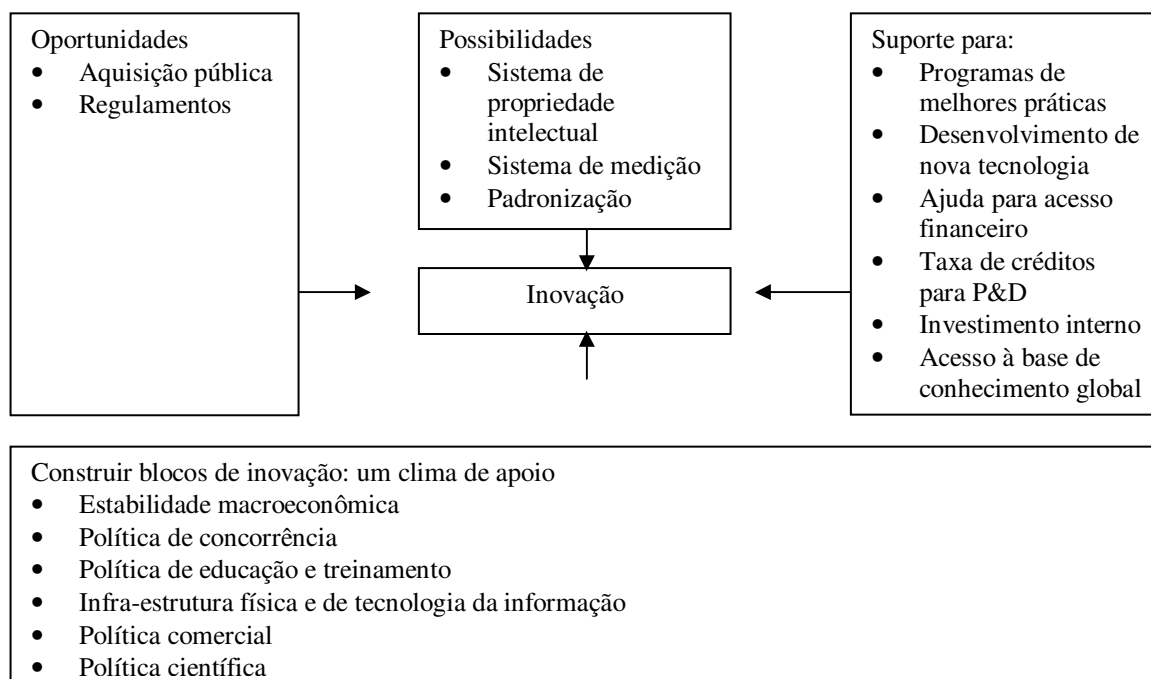 Oportunidades
• Aquisição pública
• Regulamentos
Possibilidades
• Sistema de
propriedade
intelectual
• Sistema de medição
• Padronização
Suporte para:
• Programas de
melhores práticas
• Desenvolvimento de
nova tecnologia
• Ajuda para acesso
financeiro
• Taxa de créditos
para P&D
• Investimento interno
• Acesso à base de
conhecimento global
Inovação
Construir blocos de inovação: um clima de apoio
• Estabilidade macroeconômica
• Política de concorrência
• Política de educação e treinamento
• Infra-estrutura física e de tecnologia da informação
• Política comercial
• Política científica